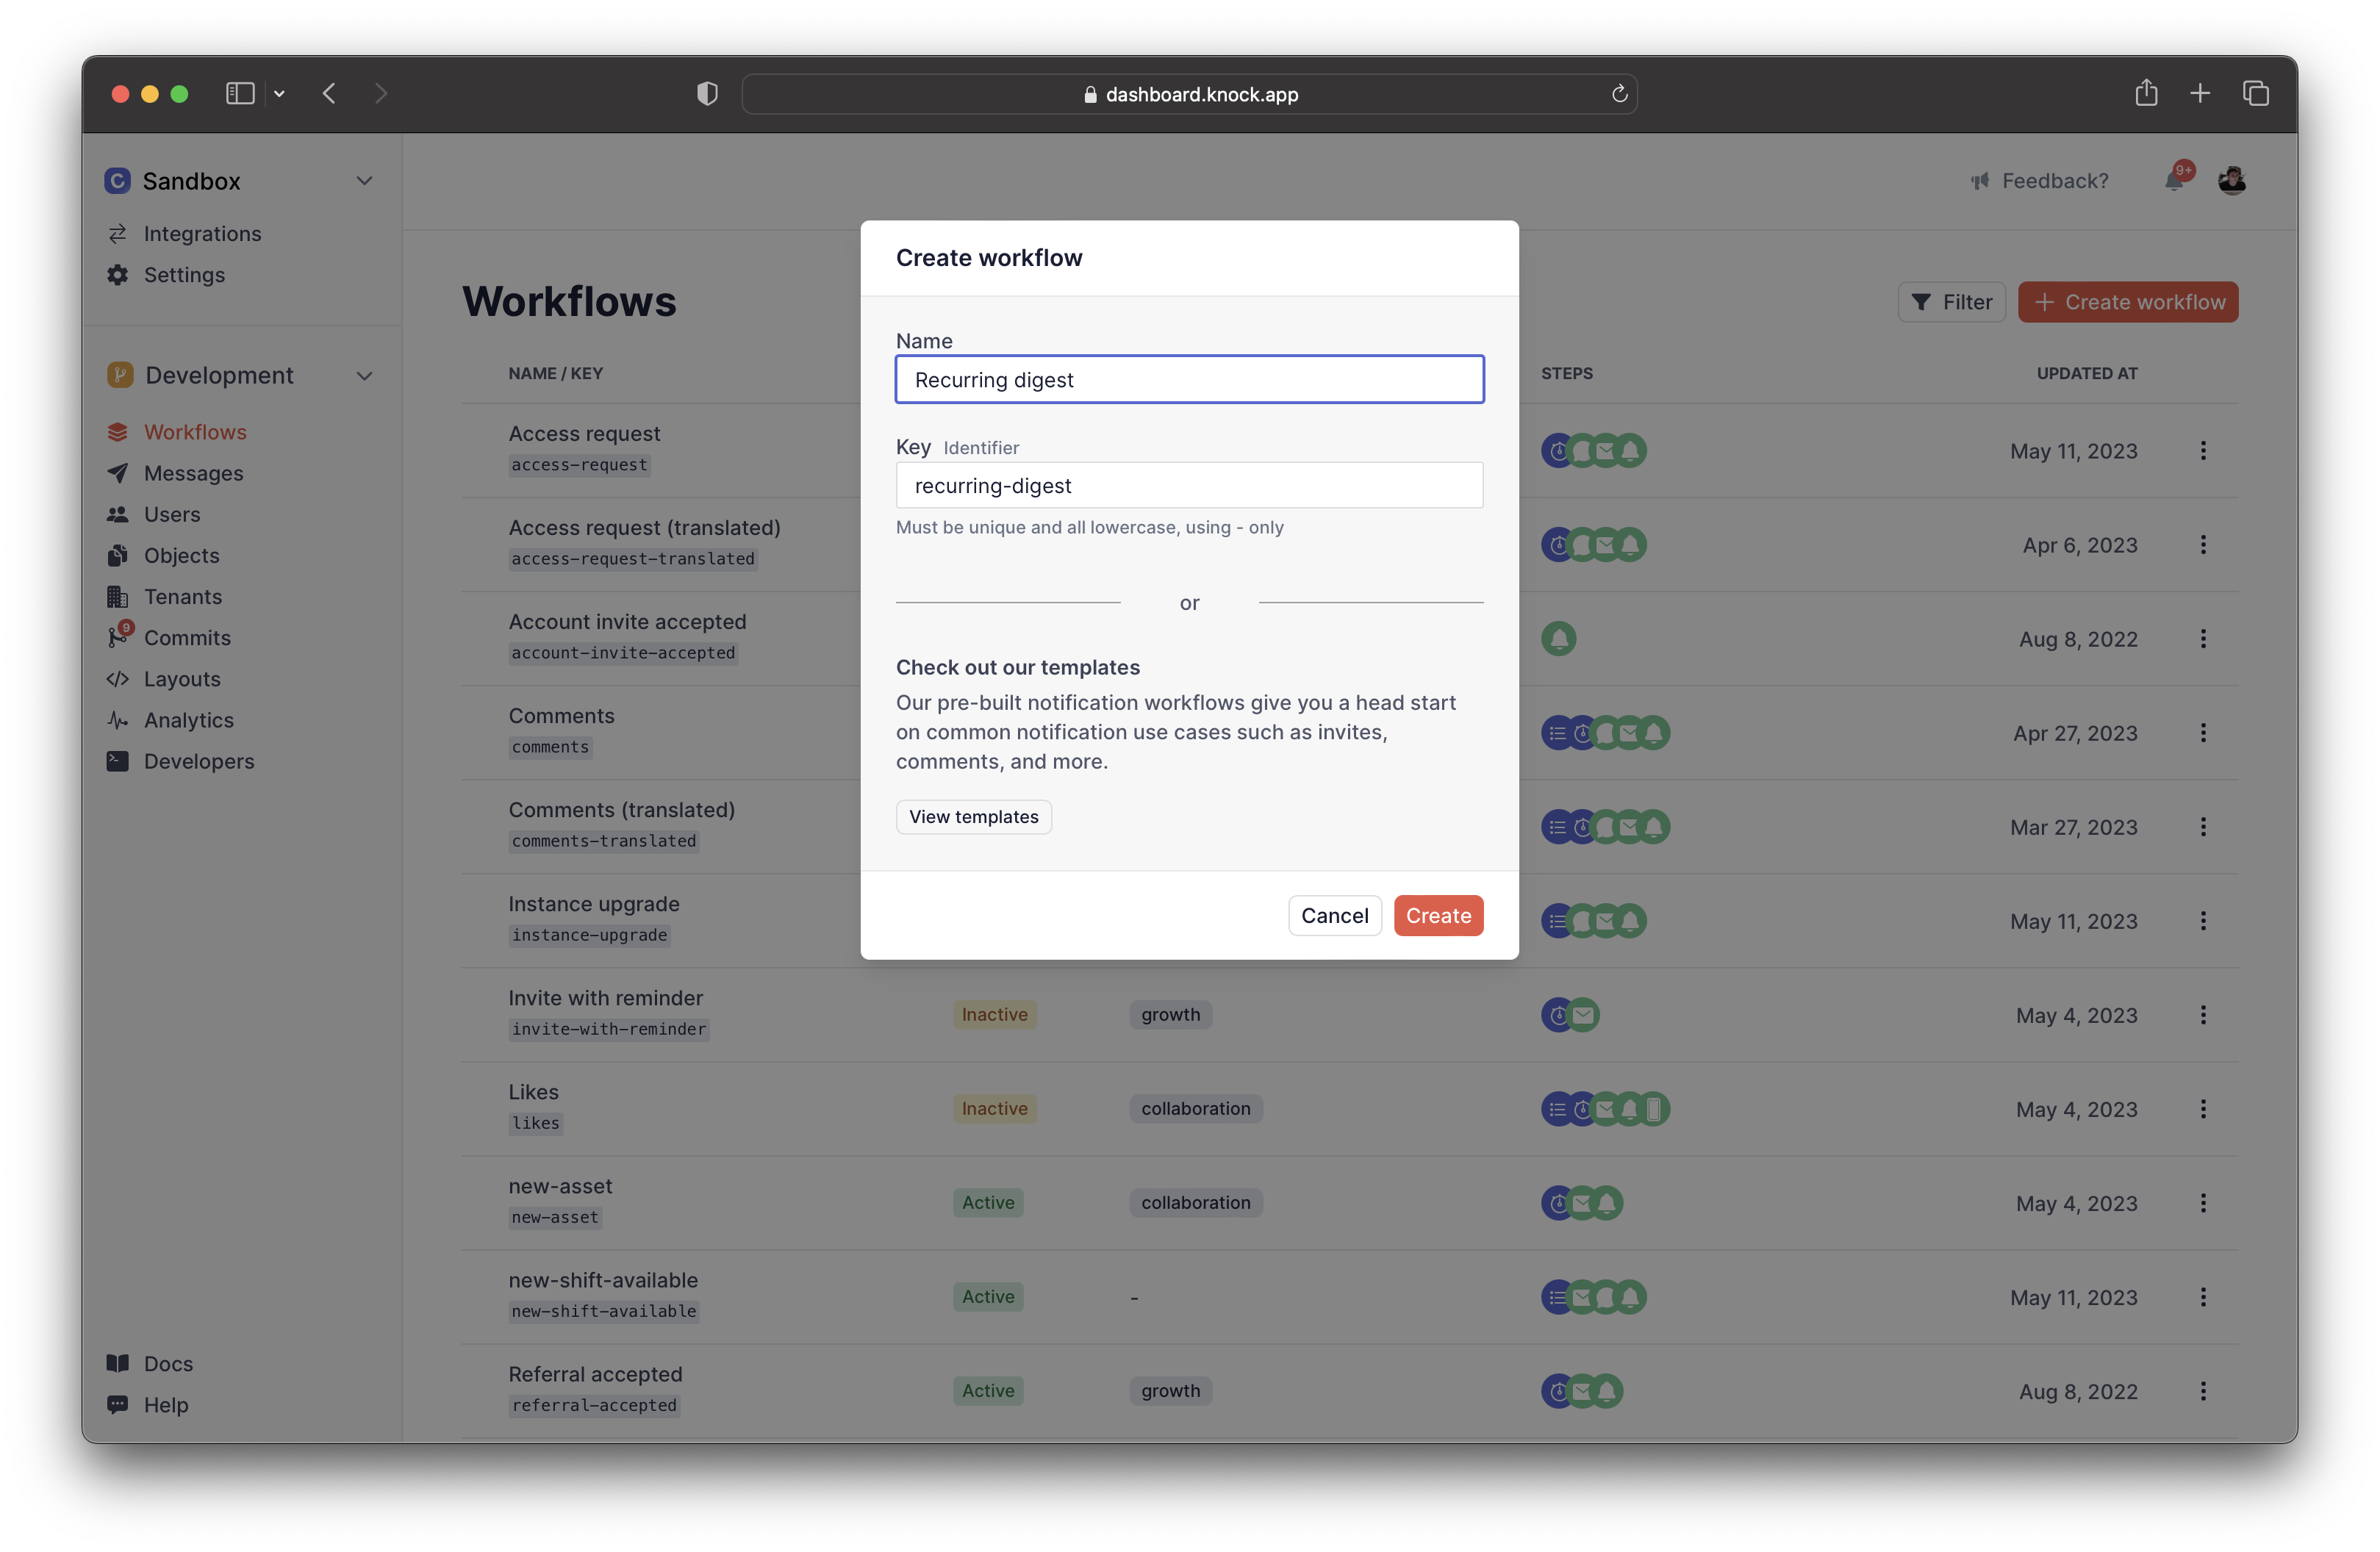 dashboard.knock.app
C Sandbox
Feedback?
9+
Integrations
Settings
Development
Workflows
Messages
Users
Objects
Tenants
9
Commits
Layouts
Analytics
Developers
Docs
Help
Workflows
Filter
+ Create workflow
NAME / KEY
STEPS
UPDATED AT
Access request
access-request
May 11, 2023
Access request (translated)
access-request-translated
Apr 6, 2023
Account invite accepted
account-invite-accepted
Aug 8, 2022
Comments
comments
Apr 27, 2023
Comments (translated)
comments-translated
Mar 27, 2023
Instance upgrade
instance-upgrade
May 11, 2023
Invite with reminder
invite-with-reminder
Inactive
growth
May 4, 2023
Likes
likes
Inactive
collaboration
May 4, 2023
new-asset
new-asset
Active
collaboration
May 4, 2023
new-shift-available
new-shift-available
Active
-
May 11, 2023
Referral accepted
referral-accepted
Active
growth
Aug 8, 2022
Create workflow
Name
Recurring digest
Key Identifier
recurring-digest
Must be unique and all lowercase, using - only
or
Check out our templates
Our pre-built notification workflows give you a head start
on common notification use cases such as invites,
comments, and more.
View templates
Cancel
Create